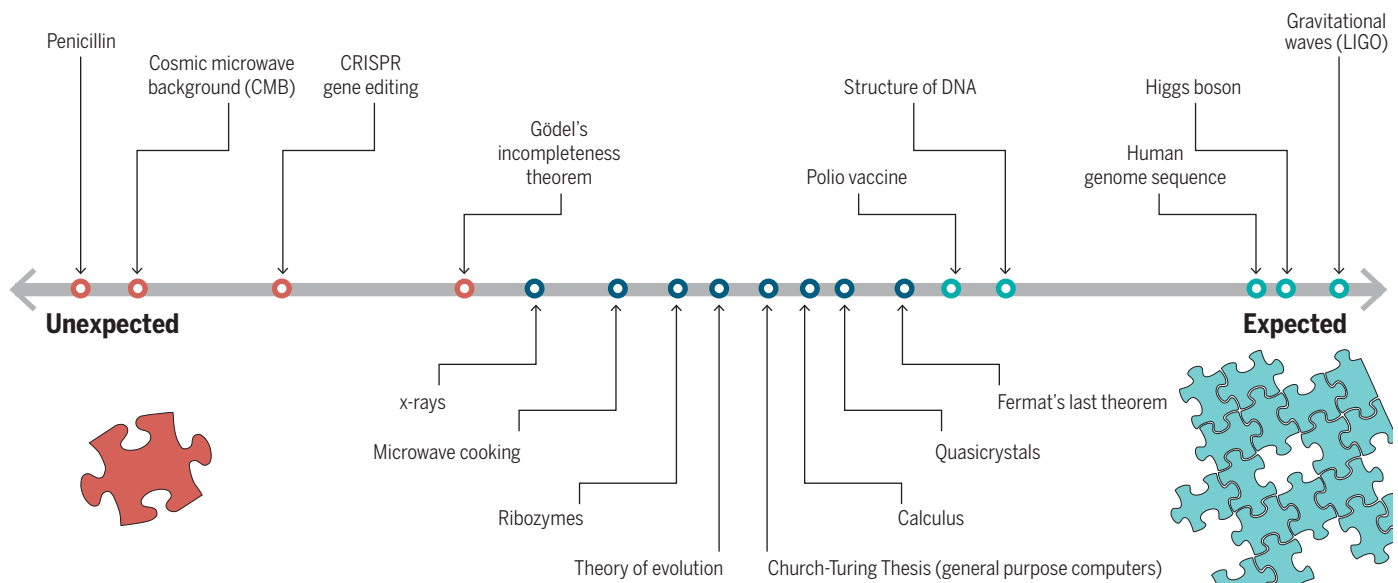 Penicillin
Cosmic microwave
background (CMB)
CRISPR
gene editing
Gödel's
incompleteness
theorem
Structure of DNA
Polio vaccine
Higgs boson
Human
genome sequence
Gravitational
waves (LIGO)
Unexpected
Expected
x-rays
Microwave cooking
Ribozymes
Theory of evolution
Church-Turing Thesis (general purpose computers)
Calculus
Quasicrystals
Fermat's last theorem